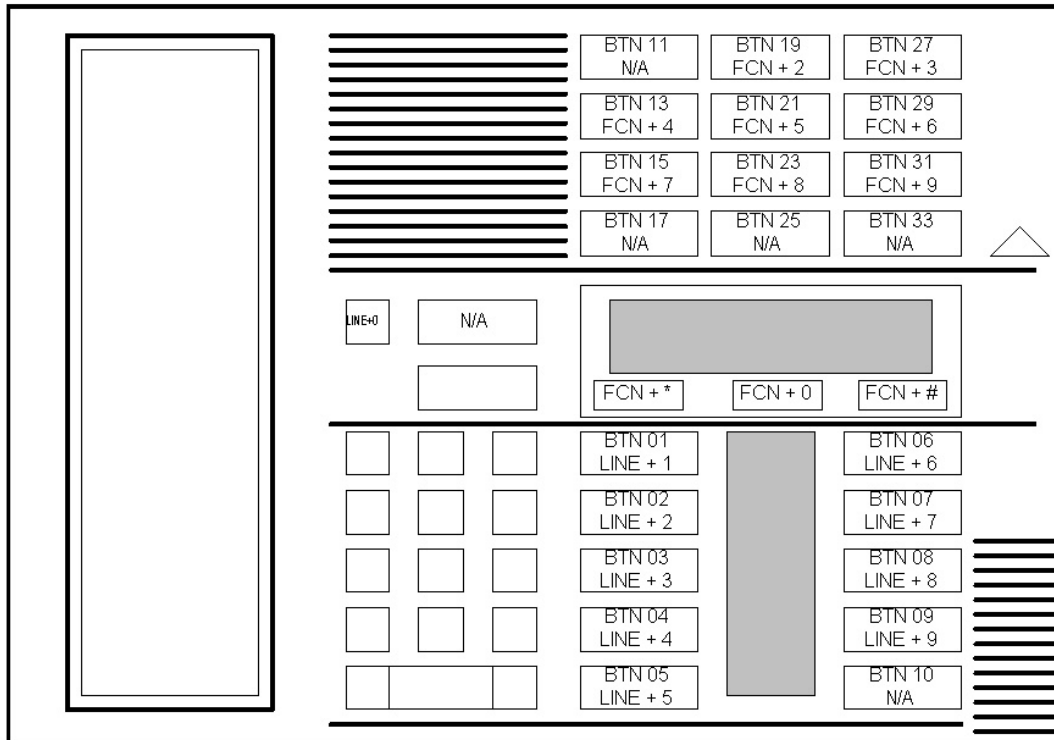 BTN 11
N/A
BTN 19
FCN + 2
BTN 27
FCN + 3
BTN 13
FCN + 4
BTN 21
FCN + 5
BTN 29
FCN + 6
BTN 15
FCN + 7
BTN 23
FCN + 8
BTN 31
FCN + 9
BTN 17
N/A
BTN 25
N/A
BTN 33
N/A
LINE+0
N/A
FCN + *
FCN + 0
FCN + #
BTN 01
LINE + 1
BTN 06
LINE + 6
BTN 02
LINE + 2
BTN 07
LINE + 7
BTN 03
LINE + 3
BTN 08
LINE + 8
BTN 04
LINE + 4
BTN 09
LINE + 9
BTN 05
LINE + 5
BTN 10
N/A